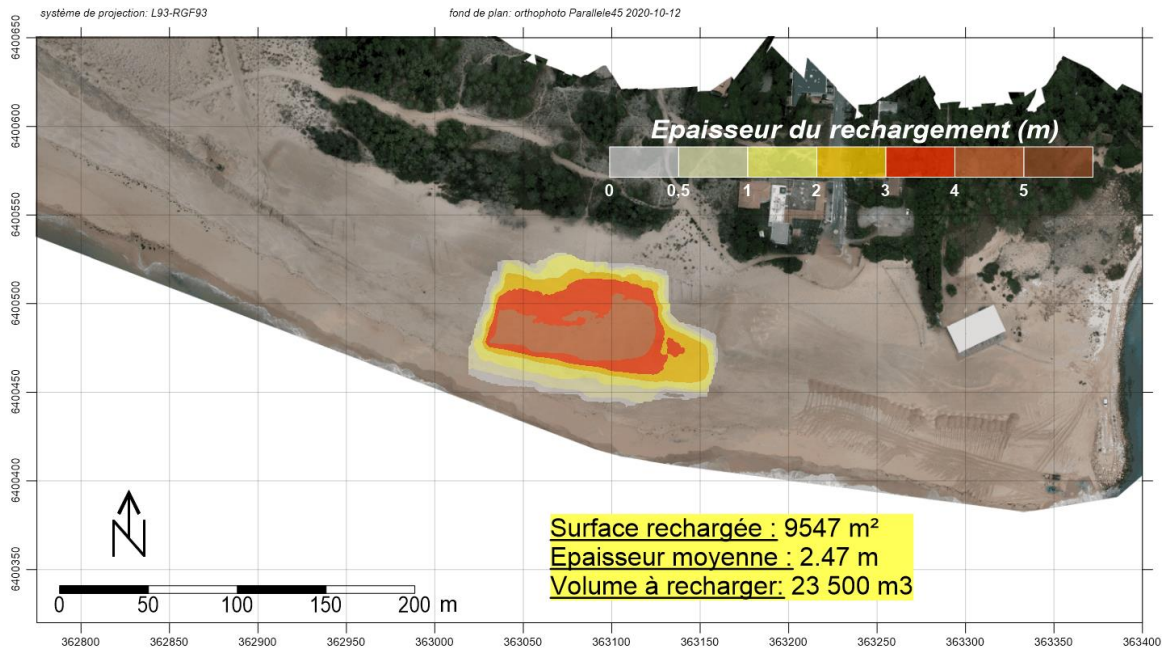 système de projection: L93-RGF93
fond de plan: orthophoto Parallele45 2020-10-12
6400650
6400600
6400550
6400500
6400450
6400400
6400350
Epaisseur du rechargement (m)
0 0,5 1 2 3 4 5
N
Surface rechargée : 9547 m²
Epaisseur moyenne : 2.47 m
Volume à recharger: 23 500 m3
0 50 100 150 200 m
362800 362850 362900 362950 363000 363050 363100 363150 363200 363250 363300 363350 363400